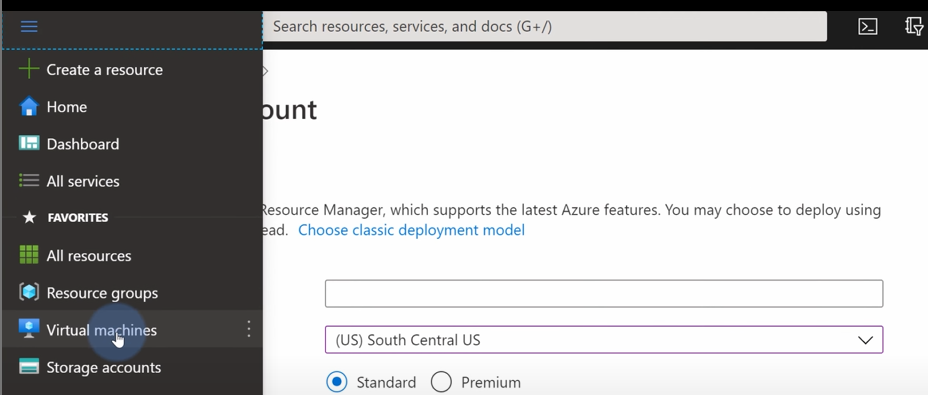 Search resources, services, and docs (G+/)
Create a resource
Home
Dashboard
All services
FAVORITES
All resources
Resource groups
Virtual machines
Storage accounts
ount
Resource Manager, which supports the latest Azure features. You may choose to deploy using
ead. Choose classic deployment model
(US) South Central US
Standard Premium